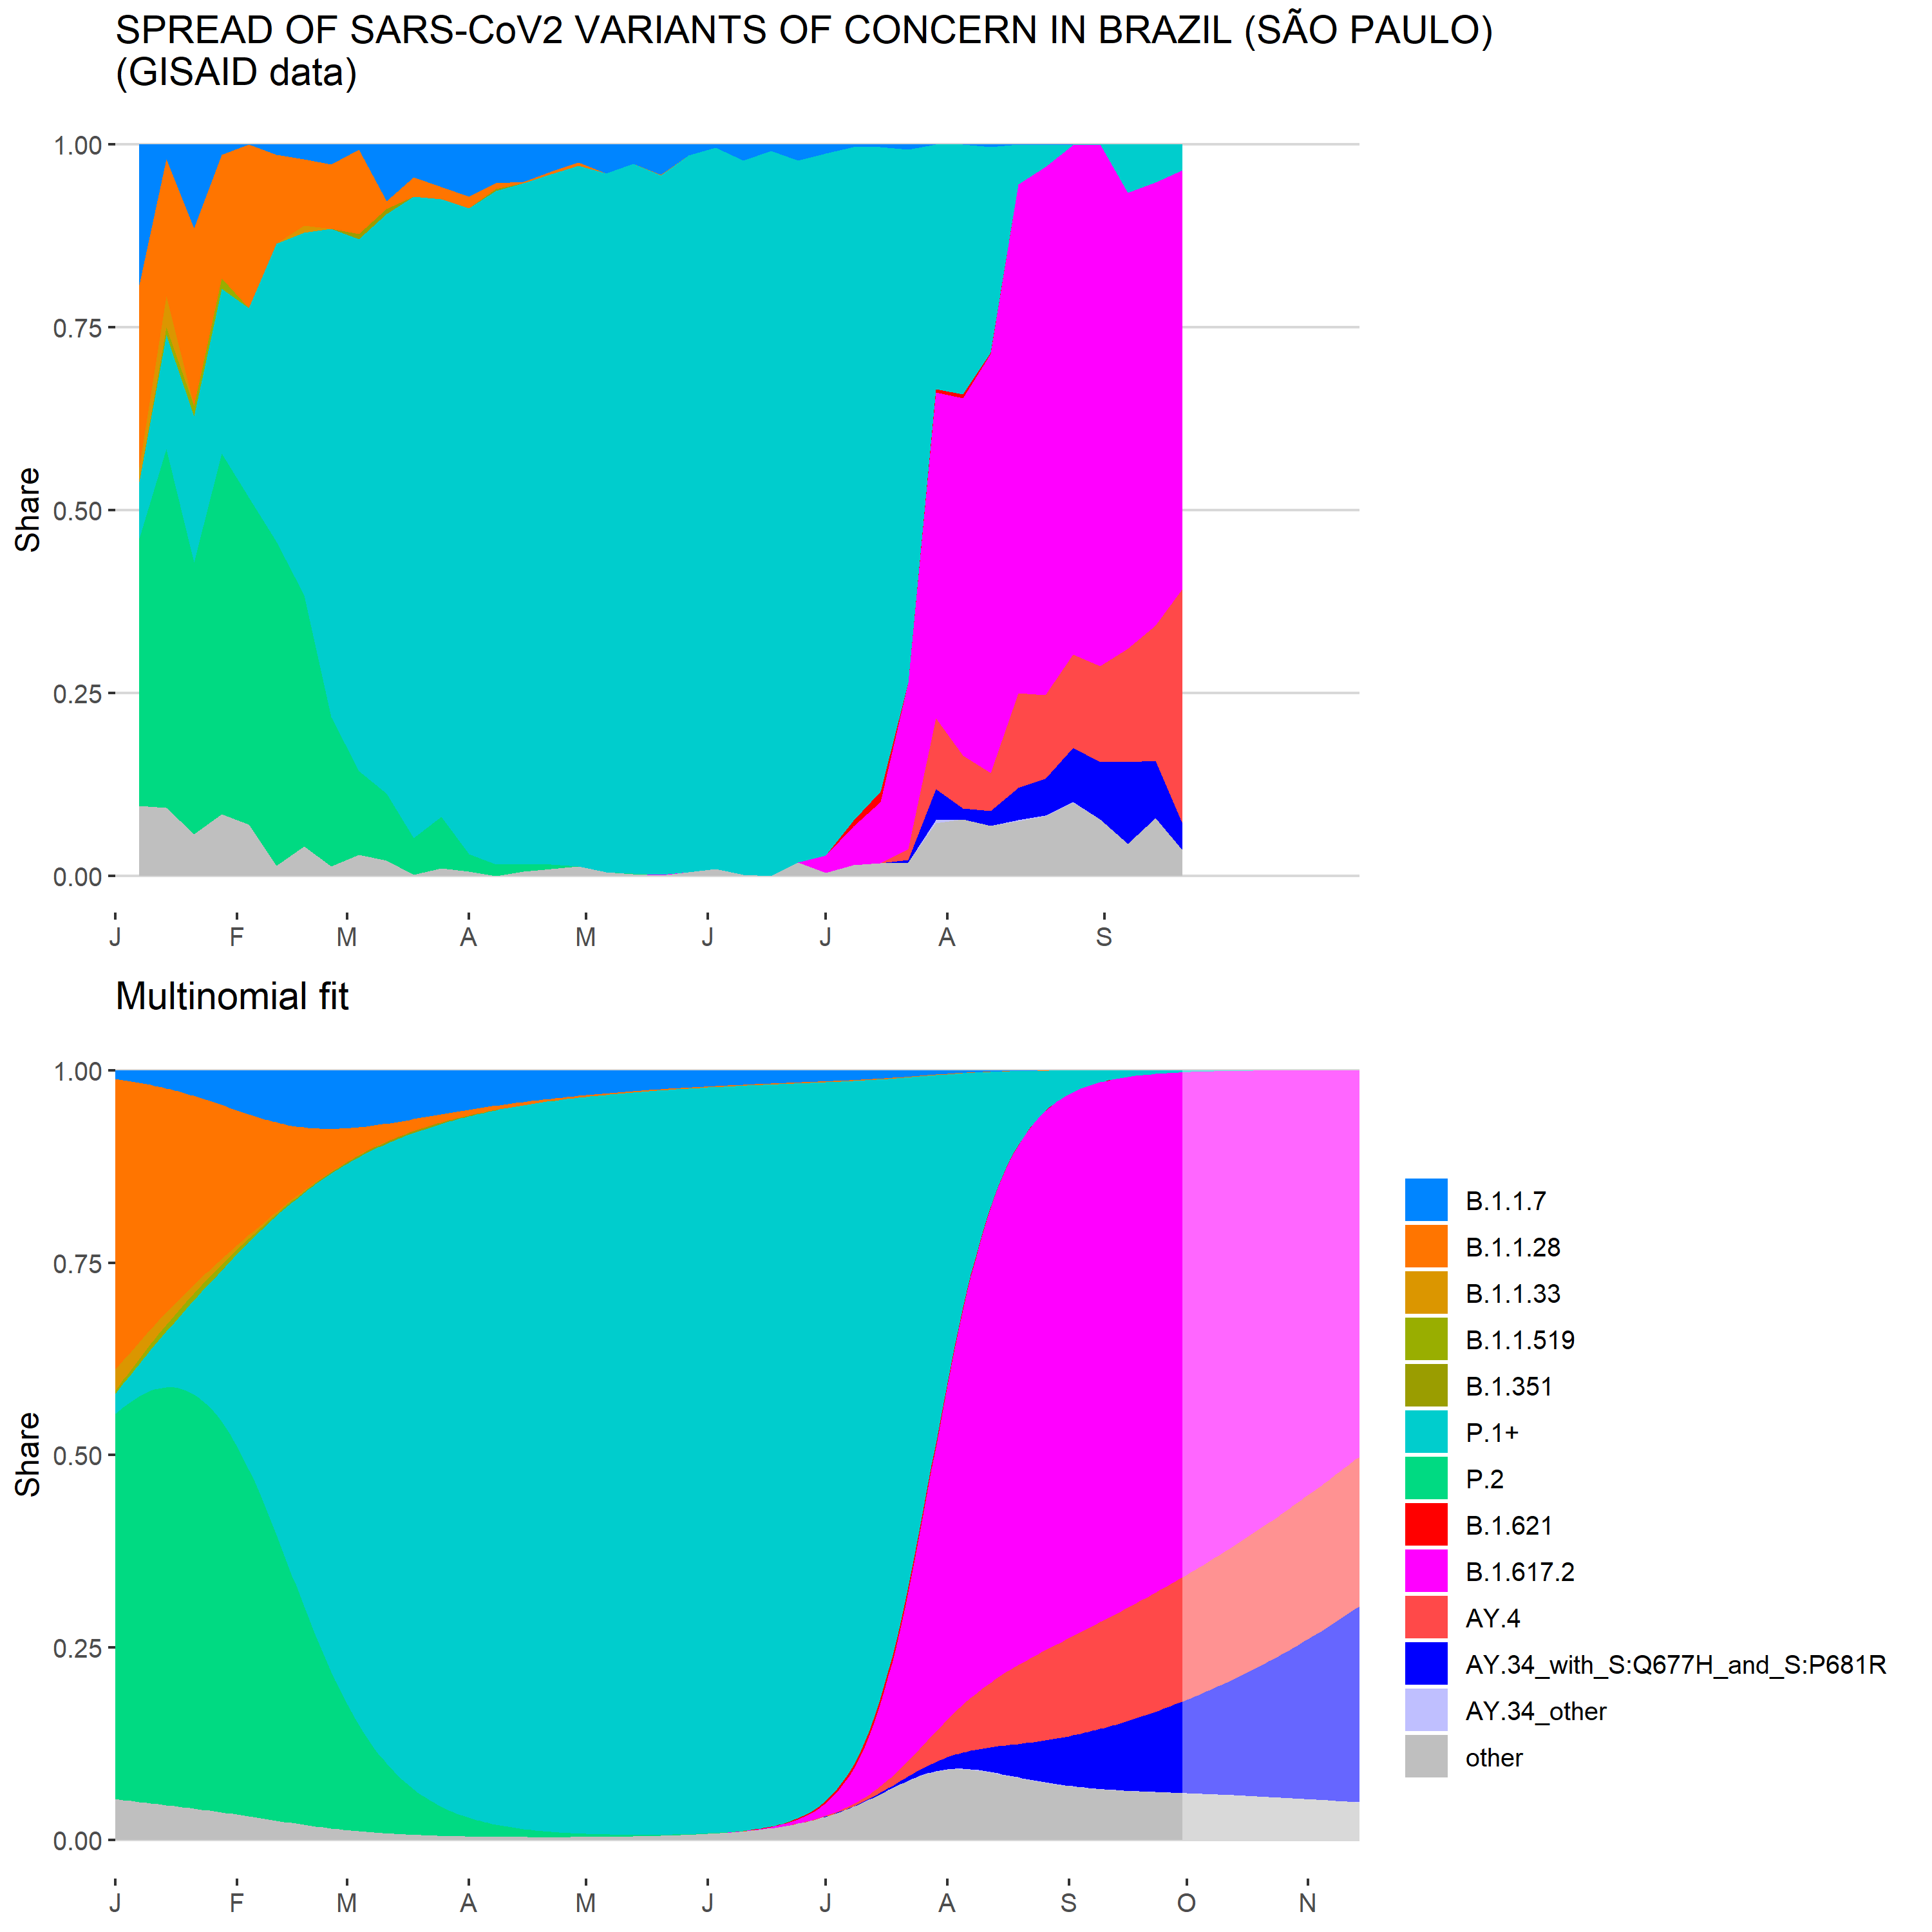 SPREAD OF SARS-CoV2 VARIANTS OF CONCERN IN BRAZIL (SÃO PAULO)
(GISAID data)
Share
1.00
0.75
0.50
0.25
0.00
J F M A M J J A S
Multinomial fit
Share
1.00
0.75
0.50
0.25
0.00
J F M A M J J A S O N
B.1.1.7
B.1.1.28
B.1.1.33
B.1.1.519
B.1.351
P.1+
P.2
B.1.621
B.1.617.2
AY.4
AY.34_with_S:Q677H_and_S:P681R
AY.34_other
other